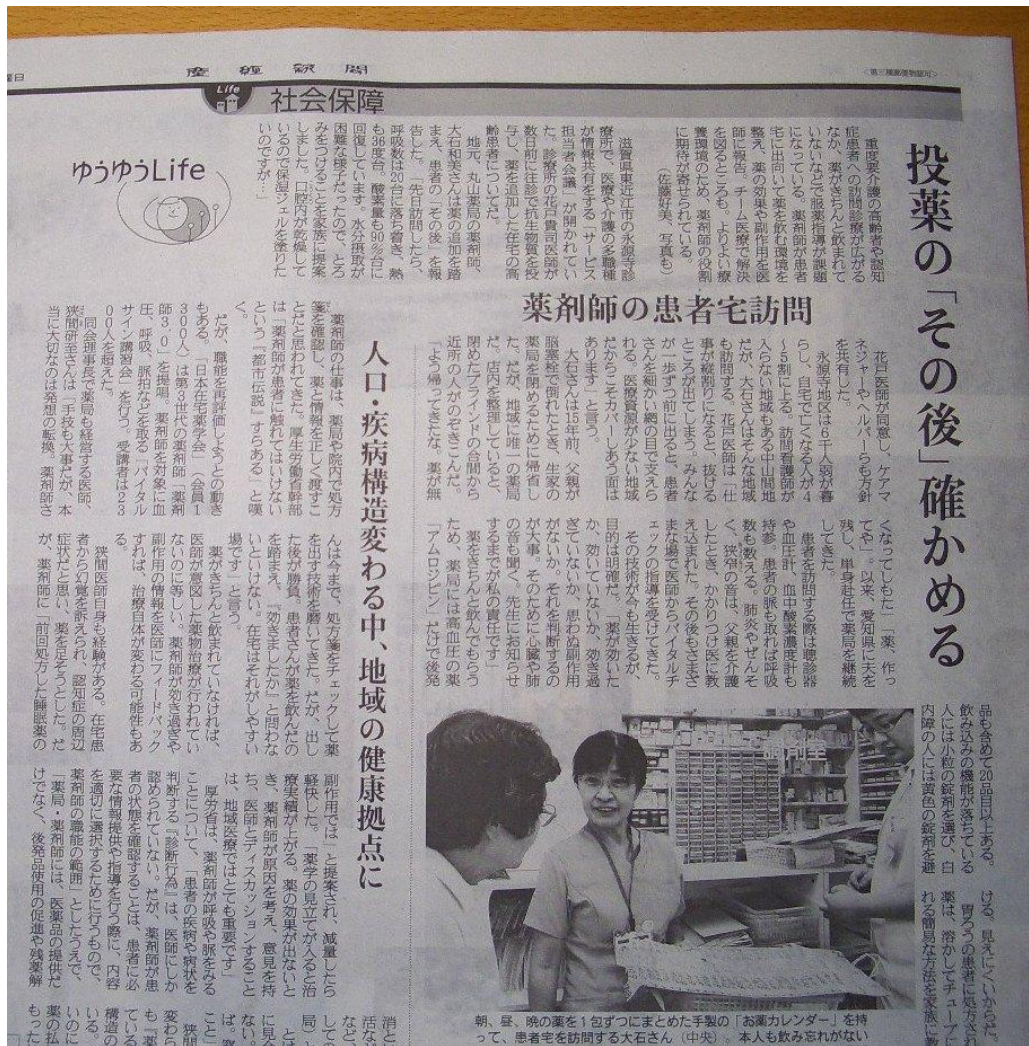 産經新聞
曜日
〈第三種郵便物認可〉
Life
社会保障
ゆうゆうLife
投薬の「その後」確かめる
薬剤師の患者宅訪問
人口・疾病構造変わる中、地域の健康拠点に
重度要介護の高齢者や認知
症患者への訪問診療が広がる
なか、薬がきちんと飲まれて
いないなどで服薬指導が課題
になっている。薬剤師が患者
宅に出向いて薬を飲む環境を
整え、薬の効果や副作用を医
師に報告、チーム医療で解決
を図るところも。よりよい療
養環境のため、薬剤師の役割
に期待が寄せられている。
（佐藤好美、写真も）
滋賀県東近江市の永源寺診
療所で、医療や介護の多職種
が情報共有をする「サービス
担当者会議」が開かれてい
た。診療所の花戸貴司医師が
数日前に往診で抗生物質を投
与し、薬を追加した在宅の高
齢患者についてだ。
地元、丸山薬局の薬剤師、
大石和美さんは薬の追加を踏
まえ、患者の「その後」を報
告した。「先日訪問したら、
呼吸数は20台に落ち着き、熱
も36度台、酸素量も90％台に
回復しています。水分摂取が
困難な様子だったので、とろ
みをつけることを家族に提案
しました。口腔内が乾燥して
いるので保湿ジェルを塗りた
いのですが…」
花戸医師が同意し、ケアマ
ネジャーやヘルパーらも方針
を共有した。
永源寺地区は6千人弱が暮
らし、自宅で亡くなる人が4
～5割に上る。訪問看護師が
入らない地域もある中山間地
だが、大石さんはそんな地域
も訪問する。花戸医師は「仕
事が縦割りになると、抜ける
ところが出てしまう。みんな
が一歩ずつ前に出ると、患者
さんを細かい網の目で支えら
れる。医療資源が少ない地域
だからこそカバーしあう面は
あります」と言う。
大石さんは15年前、父親が
脳塞栓で倒れたとき、生家の
薬局を閉めるために帰省し
た。だが、地域に唯一の薬局
だ。店内を整理していると、
閉めたブラインドの合間から
近所の人がのぞきこんだ。
「よう帰ってきたな。薬が無
くなってしもた」「薬、作っ
てや」。以来、愛知県に夫を
残し、単身赴任で薬局を継続
してきた。
患者を訪問する際は聴診器
や血圧計、血中酸素濃度計も
持参。患者の脈も取れば呼吸
数も数える。肺炎やぜんそ
く、狭窄の音は、父親を介護
したとき、かかりつけ医に教
え込まれた。その後もさまざ
まな場で医師からバイタルチ
ェックの指導を受けてきた。
その技術が今も生きるが、
目的は明確だ。「薬が効いた
か、効いていないか、効き過
ぎていないか、思わぬ副作用
がないか。それを判断するの
が大事。そのために心臓や肺
の音も聞く。先生にお知らせ
するまでが私の責任です」
薬をきちんと飲んでもらう
ため、薬局には高血圧の薬
「アムロジピン」だけで後発
品も含めて20品目以上ある。
飲み込みの機能が落ちている
人には小粒の錠剤を選び、白
内障の人には黄色の錠剤を避
ける。見えにくいからだ。
胃ろうの患者に処方され
薬は、溶かしてチューブに
れる簡易な方法を家族に教
朝、昼、晩の薬を1包ずつにまとめた手製の「お薬カレンダー」を持
って、患者宅を訪問する大石さん（中央）。本人も飲み忘れがない
薬剤師の仕事は、薬局や院内で処方
箋を確認し、薬と情報を正しく渡すこ
とだと思われてきた。厚生労働省幹部
は「薬剤師が患者に触れてはいけない
という『都市伝説』すらある」と嘆
く。
だが、職能を再評価しようとの動き
もある。「日本在宅薬学会」（会員1
300人）は第3世代の薬剤師「薬剤
師3.0」を提唱。薬剤師を対象に血
圧、呼吸、脈拍などを取る「バイタル
サイン講習会」を行う。受講者は23
00人を超えた。
同会理事長で薬局も経営する医師、
狭間研至さんは「手技も大事だが、本
当に大切なのは発想の転換。薬剤師さ
んは今まで、処方箋をチェックして薬
を出す技術を磨いてきた。だが、出し
た後が勝負。患者さんが薬を飲んだの
を踏まえ、『効きましたか』と問わな
いといけない。在宅はそれがしやすい
場です」と言う。
薬がきちんと飲まれていなければ、
医師が意図した薬物治療が行われてい
ないのに等しい。薬剤師が効き過ぎや
副作用の情報を医師にフィードバック
すれば、治療自体が変わる可能性もあ
る。
狭間医師自身も経験がある。在宅患
者から幻覚を訴えられ、認知症の周辺
症状だと思い、薬を足そうとした。だ
が、薬剤師に「前回処方した睡眠薬の
副作用では」と提案され、減量したら
軽快した。「薬学の見立てが入ると治
療実績が上がる。薬の効果が出ないと
き、薬剤師が原因を考え、意見を持
ち、医師とディスカッションすること
は、地域医療ではとても重要です」
厚労省は、薬剤師が呼吸や脈をみる
ことについて、「患者の疾病や病状を
判断する『診断行為』は、医師にしか
認められていない。だが、薬剤師が患
者の状態を確認することは、患者に必
要な情報提供や指導を行う際に、内容
を適切に選択するために行うもので、
薬剤師の職能の範囲」としたうえで、
「薬局・薬剤師には、医薬品の提供だ
けでなく、後発品使用の促進や残薬解